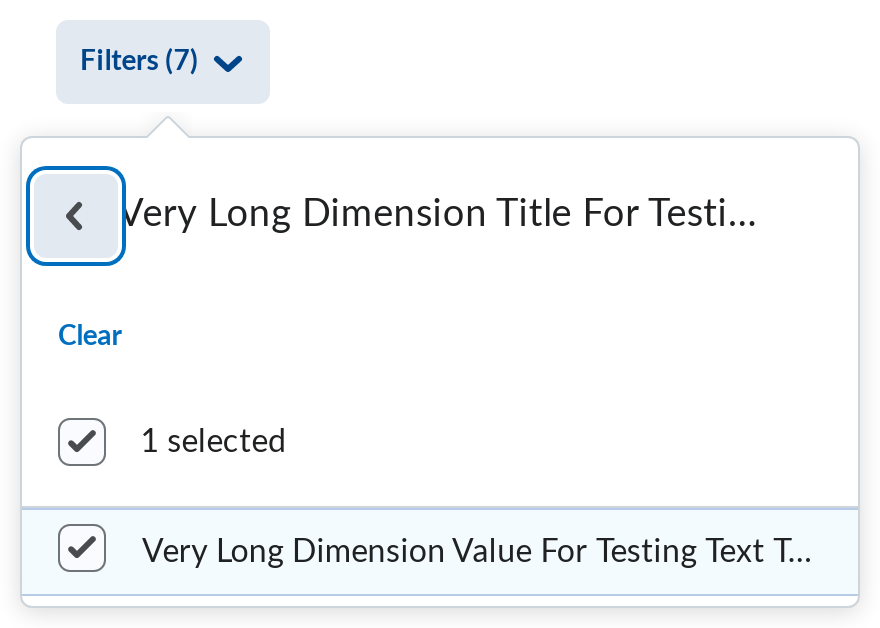 Filters (7)
Very Long Dimension Title For Testi...
Clear
1 selected
Very Long Dimension Value For Testing Text T...